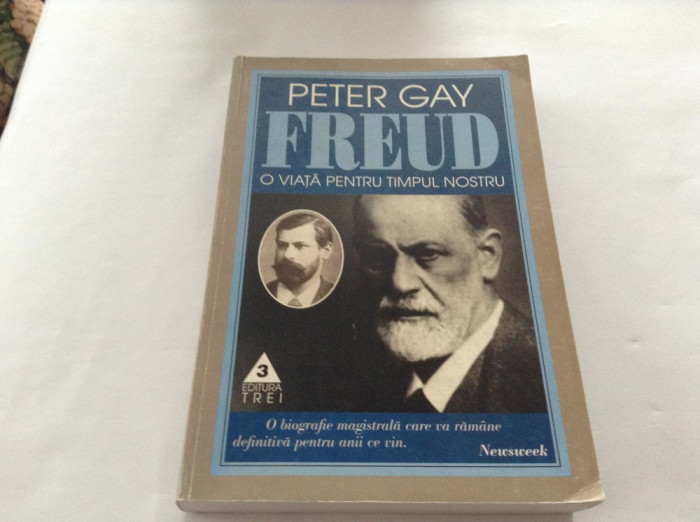 PETER GAY
FREUD
O VIAȚĂ PENTRU TIMPUL NOSTRU
3
EDITURA
TREI
O biografie magistrală care va rămâne
definitivă pentru anii ce vin.
Newsweek